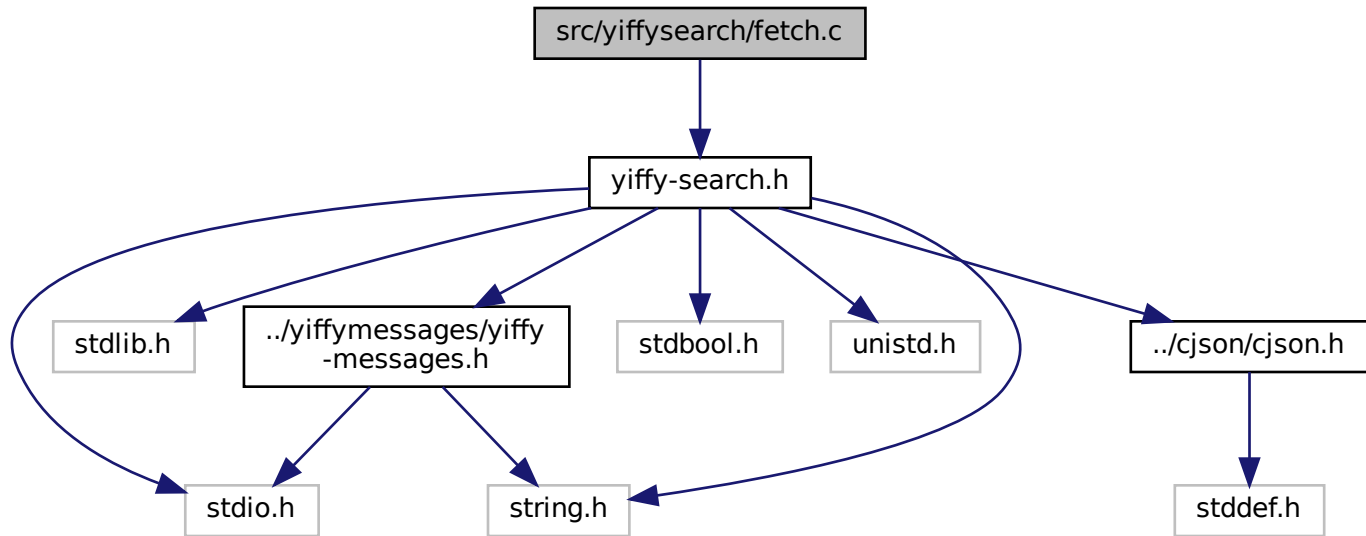 src/yiffysearch/fetch.c
yiffy-search.h
stdlib.h
../yiffymessages/yiffy
-messages.h
stdbool.h
unistd.h
../cjson/cjson.h
stdio.h
string.h
stddef.h